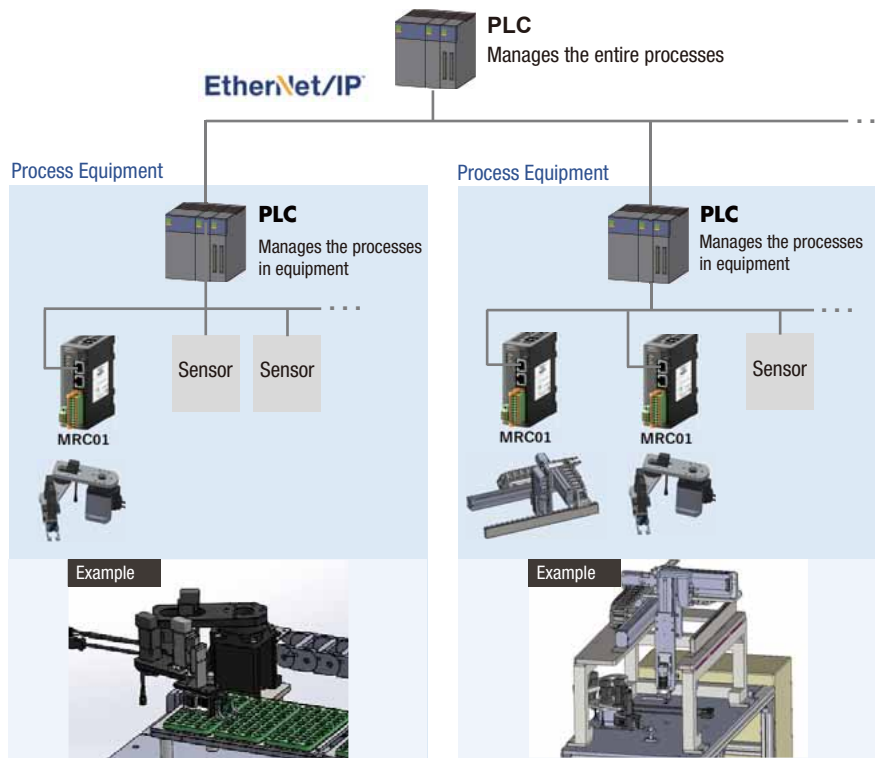 PLC
Manages the entire processes
EtherNet/IP
Process Equipment
PLC
Manages the processes
in equipment
Sensor
Sensor
MRC01
Example
Process Equipment
PLC
Manages the processes
in equipment
Sensor
MRC01
MRC01
Example